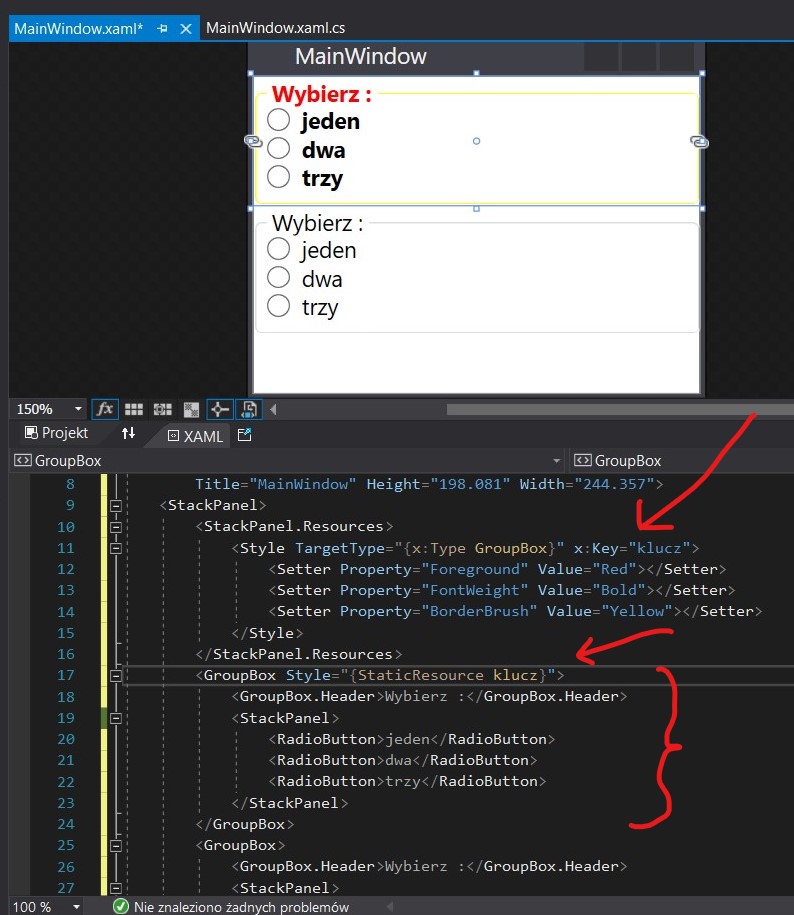 MainWindow.xaml* MainWindow.xaml.cs
MainWindow
Wybierz :
jeden
dwa
trzy
Wybierz :
jeden
dwa
trzy
150% fx
Projekt XAML
GroupBox GroupBox
8 Title="MainWindow" Height="198.081" Width="244.357">
9 <StackPanel>
10 <StackPanel.Resources>
11 <Style TargetType="{x:Type GroupBox}" x:Key="klucz">
12 <Setter Property="Foreground" Value="Red"></Setter>
13 <Setter Property="FontWeight" Value="Bold"></Setter>
14 <Setter Property="BorderBrush" Value="Yellow"></Setter>
15 </Style>
16 </StackPanel.Resources>
17 <GroupBox Style="{StaticResource klucz}">
18 <GroupBox.Header>Wybierz :</GroupBox.Header>
19 <StackPanel>
20 <RadioButton>jeden</RadioButton>
21 <RadioButton>dwa</RadioButton>
22 <RadioButton>trzy</RadioButton>
23 </StackPanel>
24 </GroupBox>
25 <GroupBox>
26 <GroupBox.Header>Wybierz :</GroupBox.Header>
27 <StackPanel>
100 % Nie znaleziono żadnych problemów